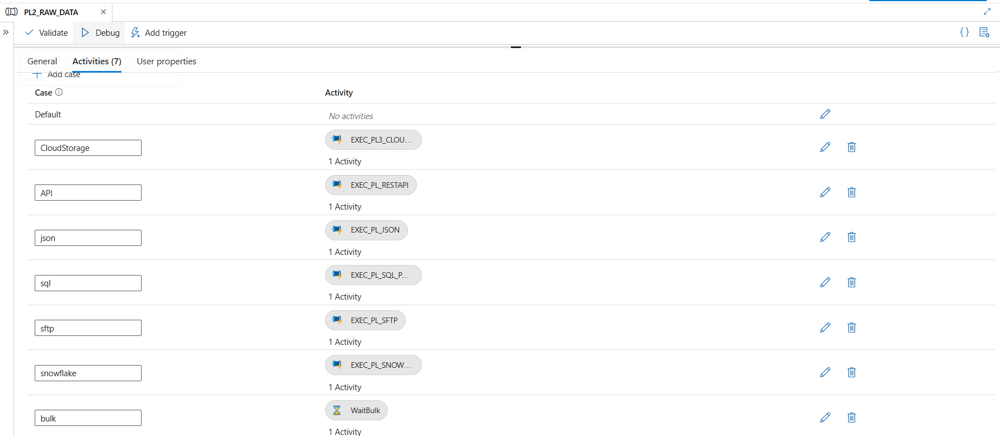 PL2_RAW_DATA
Validate Debug Add trigger
General Activities (7) User properties
Add case
Case Activity
Default No activities
CloudStorage EXEC_PL3_CLOU...
1 Activity
API EXEC_PL_RESTAPI
1 Activity
json EXEC_PL_JSON
1 Activity
sql EXEC_PL_SQL_P...
1 Activity
sftp EXEC_PL_SFTP
1 Activity
snowflake EXEC_PL_SNOW...
1 Activity
bulk WaitBulk
1 Activity